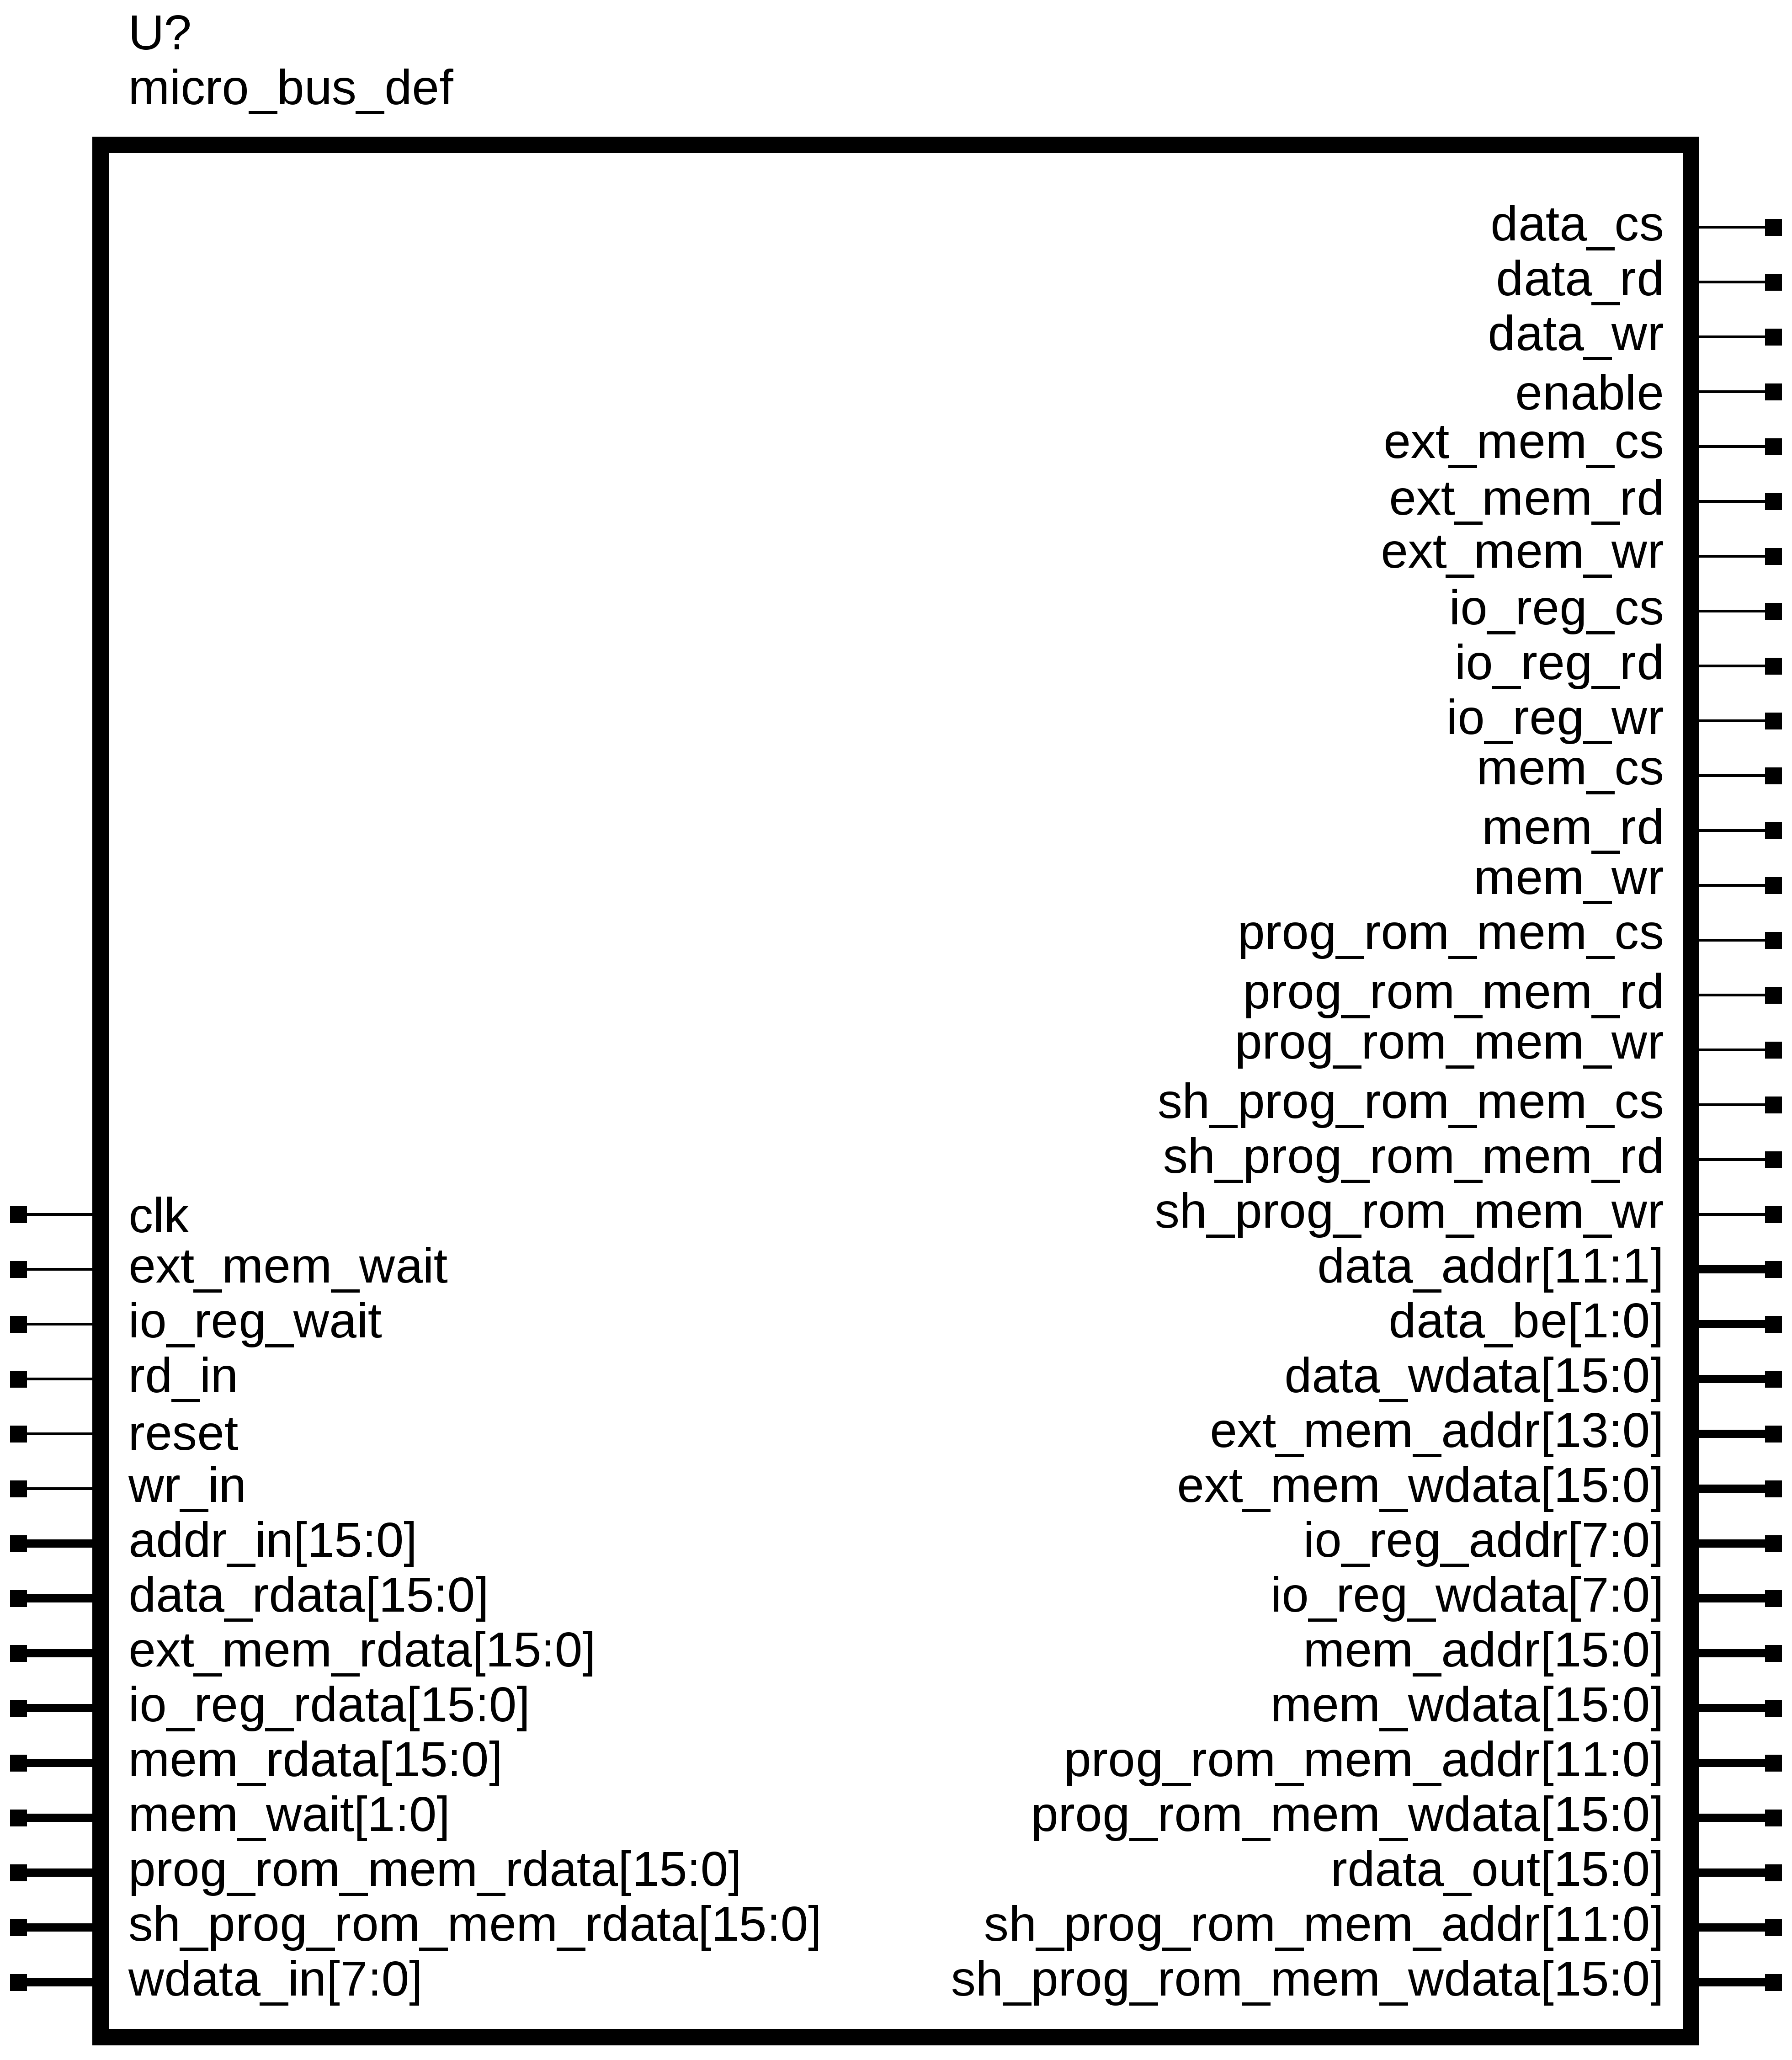 U?
micro_bus_def
data_cs
data_rd
data_wr
enable
ext_mem_cs
ext_mem_rd
ext_mem_wr
io_reg_cs
io_reg_rd
io_reg_wr
mem_cs
mem_rd
mem_wr
prog_rom_mem_cs
prog_rom_mem_rd
prog_rom_mem_wr
sh_prog_rom_mem_cs
sh_prog_rom_mem_rd
clk sh_prog_rom_mem_wr
ext_mem_wait data_addr[11:1]
io_reg_wait data_be[1:0]
rd_in data_wdata[15:0]
reset ext_mem_addr[13:0]
wr_in ext_mem_wdata[15:0]
addr_in[15:0] io_reg_addr[7:0]
data_rdata[15:0] io_reg_wdata[7:0]
ext_mem_rdata[15:0] mem_addr[15:0]
io_reg_rdata[15:0] mem_wdata[15:0]
mem_rdata[15:0] prog_rom_mem_addr[11:0]
mem_wait[1:0] prog_rom_mem_wdata[15:0]
prog_rom_mem_rdata[15:0] rdata_out[15:0]
sh_prog_rom_mem_rdata[15:0] sh_prog_rom_mem_addr[11:0]
wdata_in[7:0] sh_prog_rom_mem_wdata[15:0]